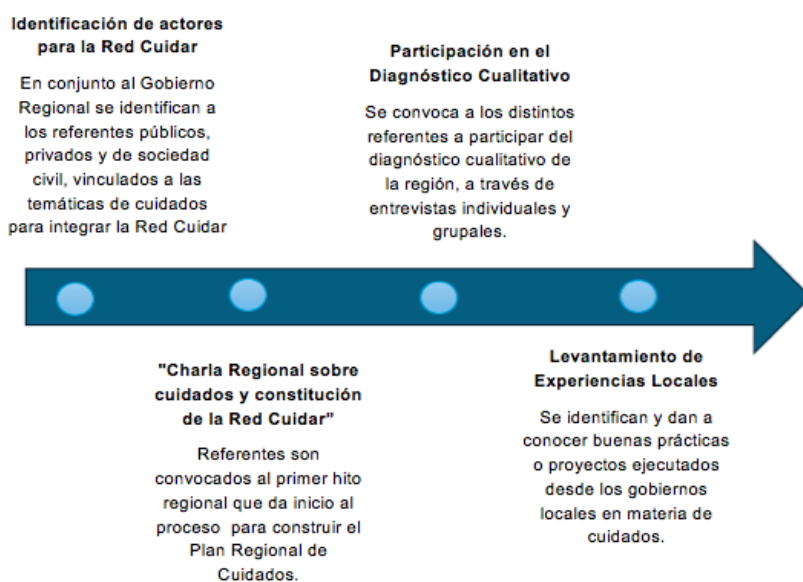 Identificación de actores
para la Red Cuidar
En conjunto al Gobierno
Regional se identifican a
los referentes públicos,
privados y de sociedad
civil, vinculados a las
temáticas de cuidados
para integrar la Red Cuidar
"Charla Regional sobre
cuidados y constitución
de la Red Cuidar"
Referentes son
convocados al primer hito
regional que da inicio al
proceso para construir el
Plan Regional de
Cuidados.
Participación en el
Diagnóstico Cualitativo
Se convoca a los distintos
referentes a participar del
diagnóstico cualitativo de
la región, a través de
entrevistas individuales y
grupales.
Levantamiento de
Experiencias Locales
Se identifican y dan a
conocer buenas prácticas
o proyectos ejecutados
desde los gobiernos
locales en materia de
cuidados.